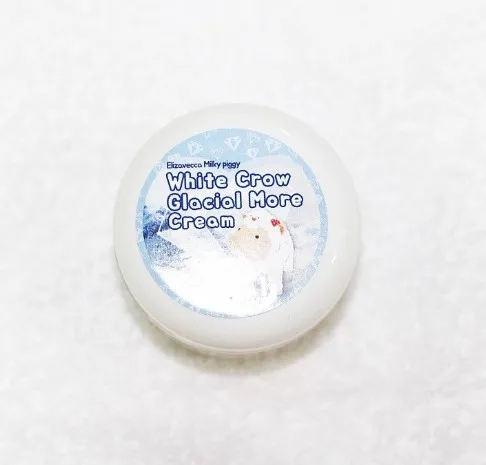 Elizavecca Milky piggy
White Crow
Glacial More
Cream